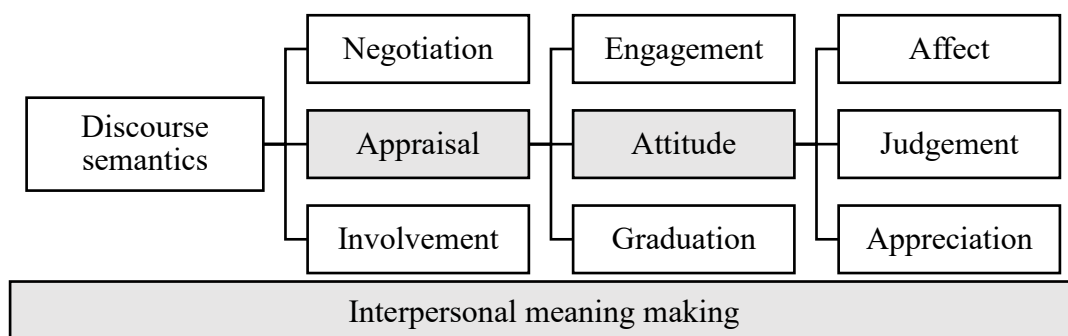 Negotiation
Engagement
Affect
Discourse
semantics
Appraisal
Attitude
Judgement
Involvement
Graduation
Appreciation
Interpersonal meaning making